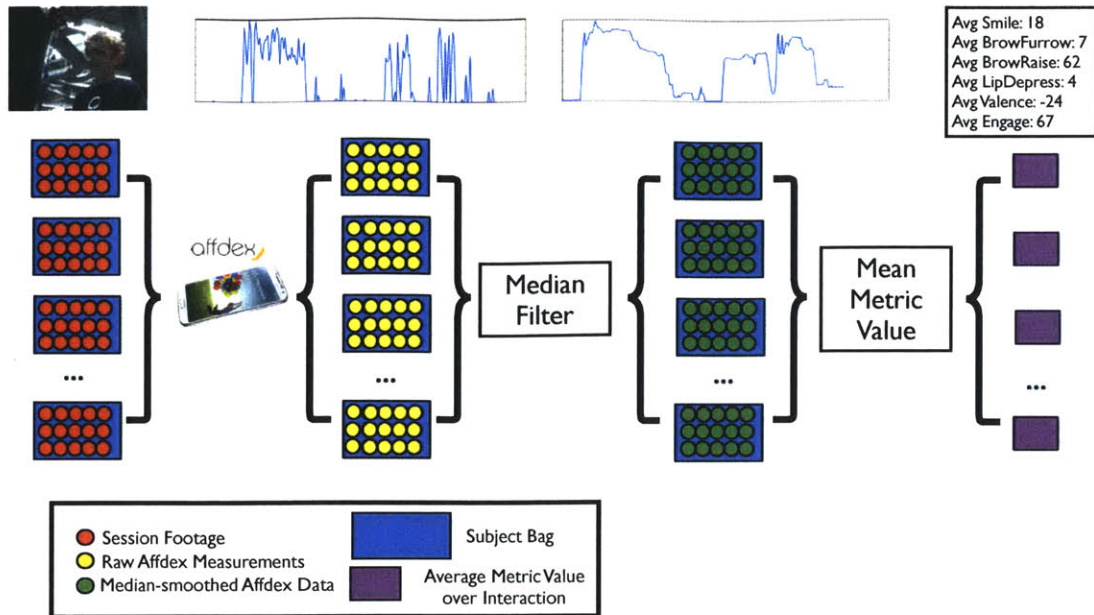 Avg Smile: 18
Avg BrowFurrow: 7
Avg BrowRaise: 62
Avg LipDepress: 4
Avg Valence: -24
Avg Engage: 67
affdex
Median
Filter
Mean
Metric
Value
...
...
...
...
Session Footage
Raw Affdex Measurements
Median-smoothed Affdex Data
Subject Bag
Average Metric Value
over Interaction